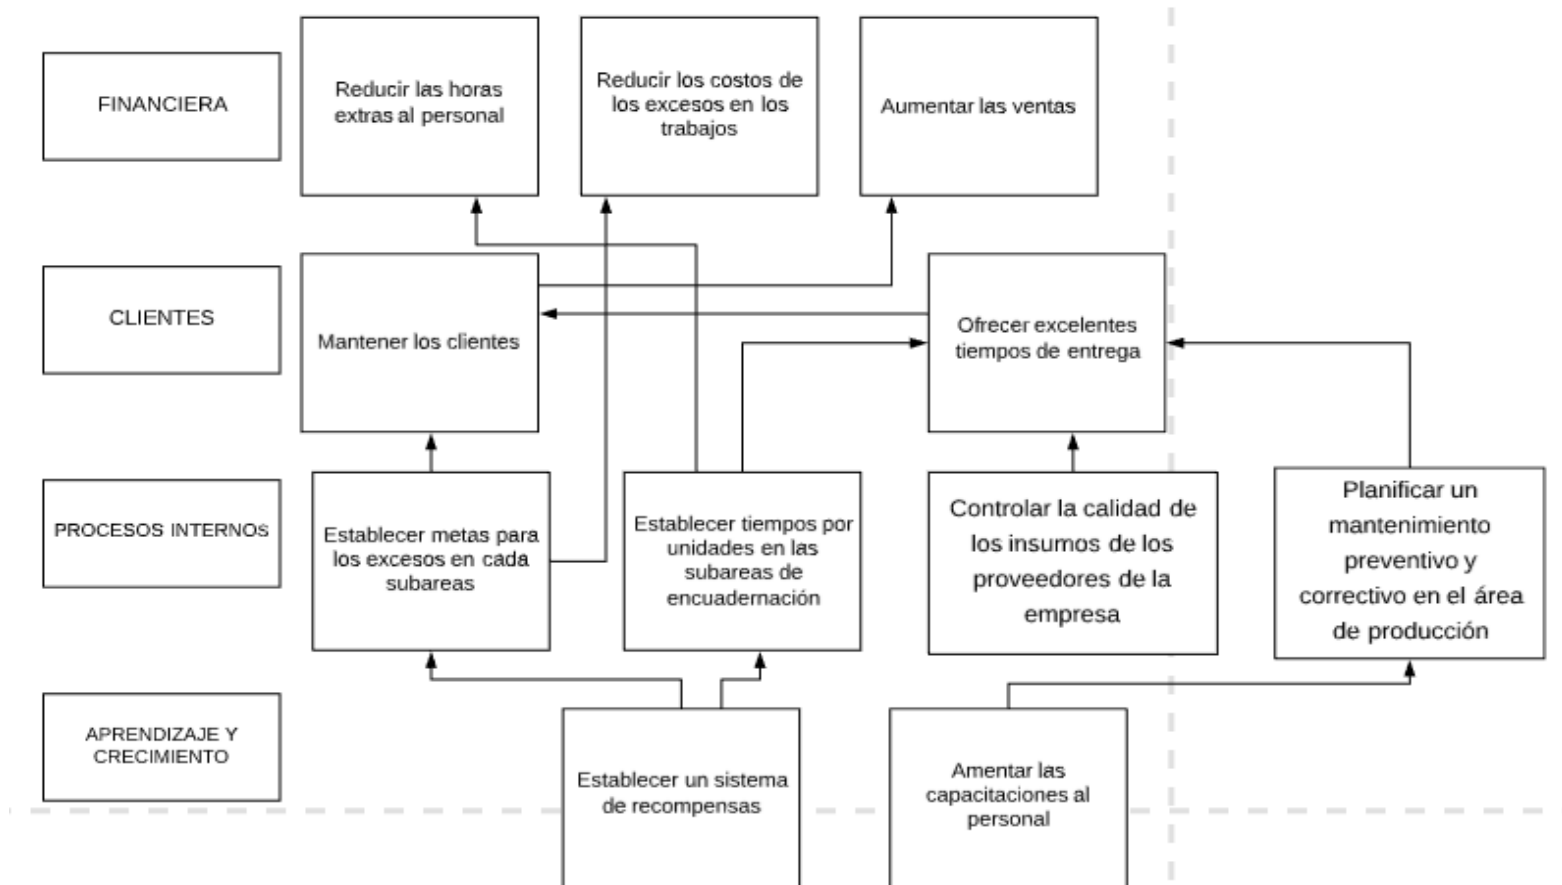 FINANCIERA
Reducir las horas
extras al personal
Reducir los costos de
los excesos en los
trabajos
Aumentar las ventas
CLIENTES
Mantener los clientes
Ofrecer excelentes
tiempos de entrega
PROCESOS INTERNOs
Establecer metas para
los excesos en cada
subareas
Establecer tiempos por
unidades en las
subareas de
encuadernación
Controlar la calidad de
los insumos de los
proveedores de la
empresa
Planificar un
mantenimiento
preventivo y
correctivo en el área
de producción
APRENDIZAJE Y
CRECIMIENTO
Establecer un sistema
de recompensas
Amentar las
capacitaciones al
personal